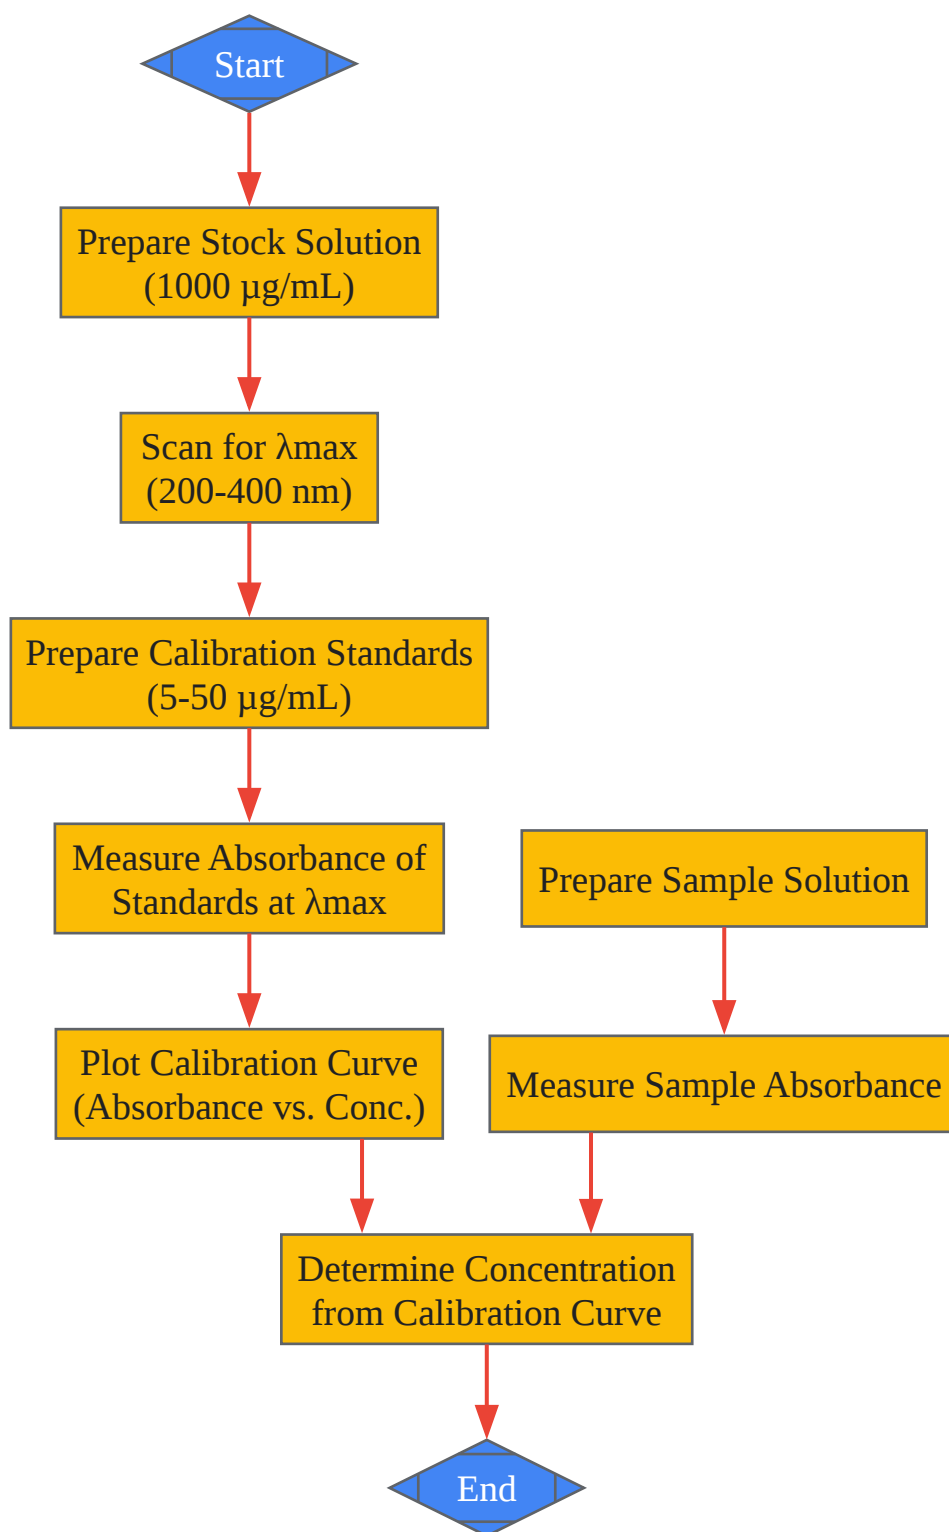 Start
Prepare Stock Solution
(1000 µg/mL)
Scan for λmax
(200-400 nm)
Prepare Calibration Standards
(5-50 µg/mL)
Measure Absorbance of
Standards at λmax
Prepare Sample Solution
Plot Calibration Curve
(Absorbance vs. Conc.)
Measure Sample Absorbance
Determine Concentration
from Calibration Curve
End